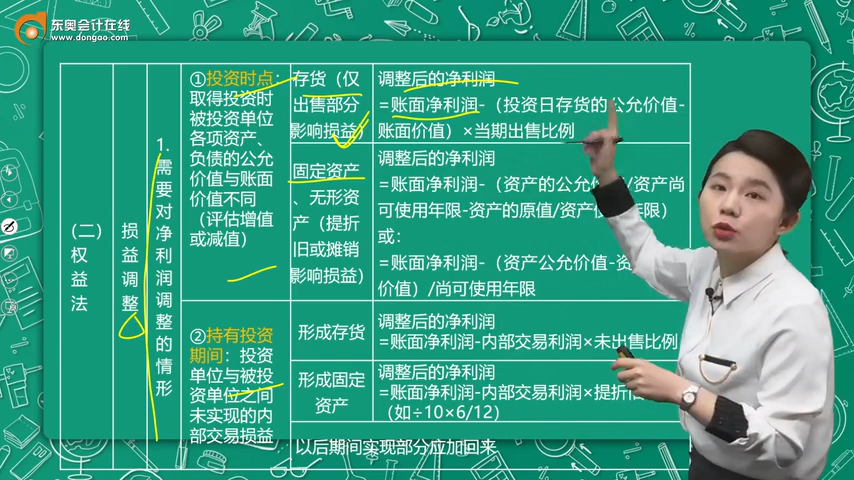 东奥会计在线
www.dongao.com
(二)权益法
损益调整
1.需要对净利润调整的情形
①投资时点：
取得投资时
被投资单位
各项资产、
负债的公允
价值与账面
价值不同
（评估增值
或减值）
存货（仅
出售部分
影响损益）
调整后的净利润
=账面净利润-（投资日存货的公允价值-
账面价值）×当期出售比例
固定资产
、无形资
产（提折
旧或摊销
影响损益）
调整后的净利润
=账面净利润-（资产的公允价/资产尚
可使用年限-资产的原值/资产年限）
或：
=账面净利润-（资产公允价值-资
价值）/尚可使用年限
②持有投资
期间：投资
单位与被投
资单位之间
未实现的内
部交易损益
形成存货
调整后的净利润
=账面净利润-内部交易利润×未出售比例
形成固定
资产
调整后的净利润
=账面净利润-内部交易利润×提折
（如÷10×6/12）
以后期间实现部分应加回来